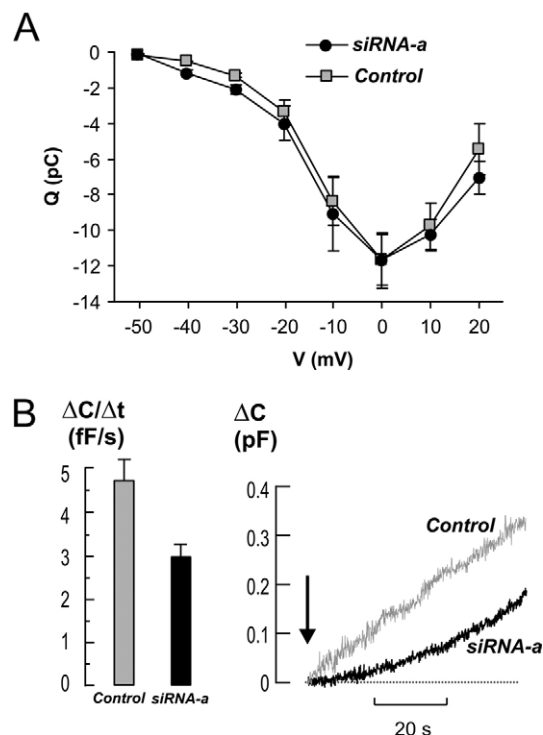 A
siRNA-a
Control
Q (pC)
0
-2
-4
-6
-8
-10
-12
-14
-50 -40 -30 -20 -10 0 10 20
V (mV)
B
ΔC/Δt
(fF/s)
5
4
3
2
1
0
Control siRNA-a
ΔC
(pF)
0.4
0.3
0.2
0.1
0
Control
siRNA-a
20 s